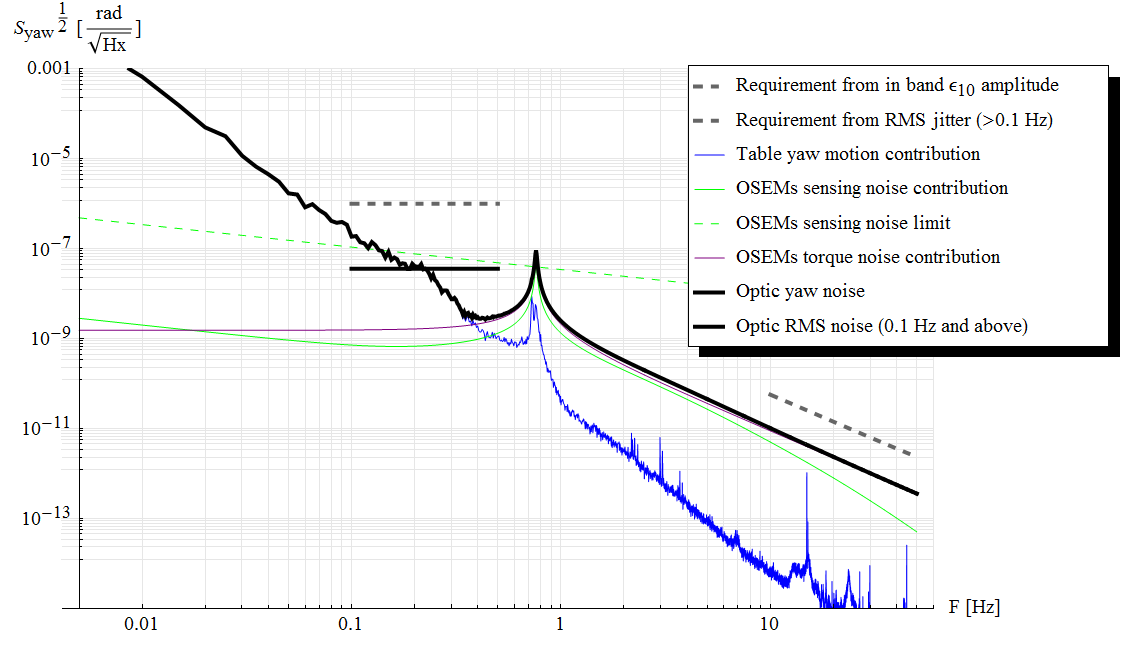 S_yaw^(1/2) [rad/√Hx]
0.001
10^-5
10^-7
10^-9
10^-11
10^-13
0.01 0.1 1 10
F [Hz]
Requirement from in band ϵ_10 amplitude
Requirement from RMS jitter (>0.1 Hz)
Table yaw motion contribution
OSEMs sensing noise contribution
OSEMs sensing noise limit
OSEMs torque noise contribution
Optic yaw noise
Optic RMS noise (0.1 Hz and above)